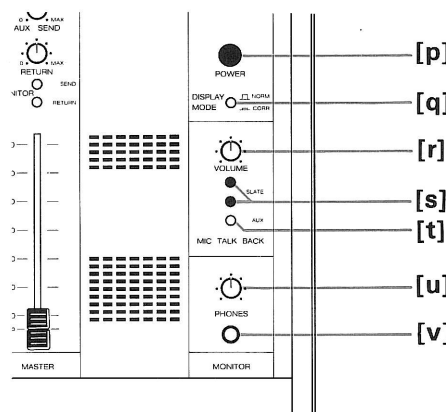 0 MAX
AUX SEND
0 MAX
RETURN
SEND
NITOR
RETURN
MASTER
POWER
DISPLAY MODE
NORM
CORR
VOLUME
SLATE
AUX
MIC TALK BACK
PHONES
MONITOR
[p]
[q]
[r]
[s]
[t]
[u]
[v]